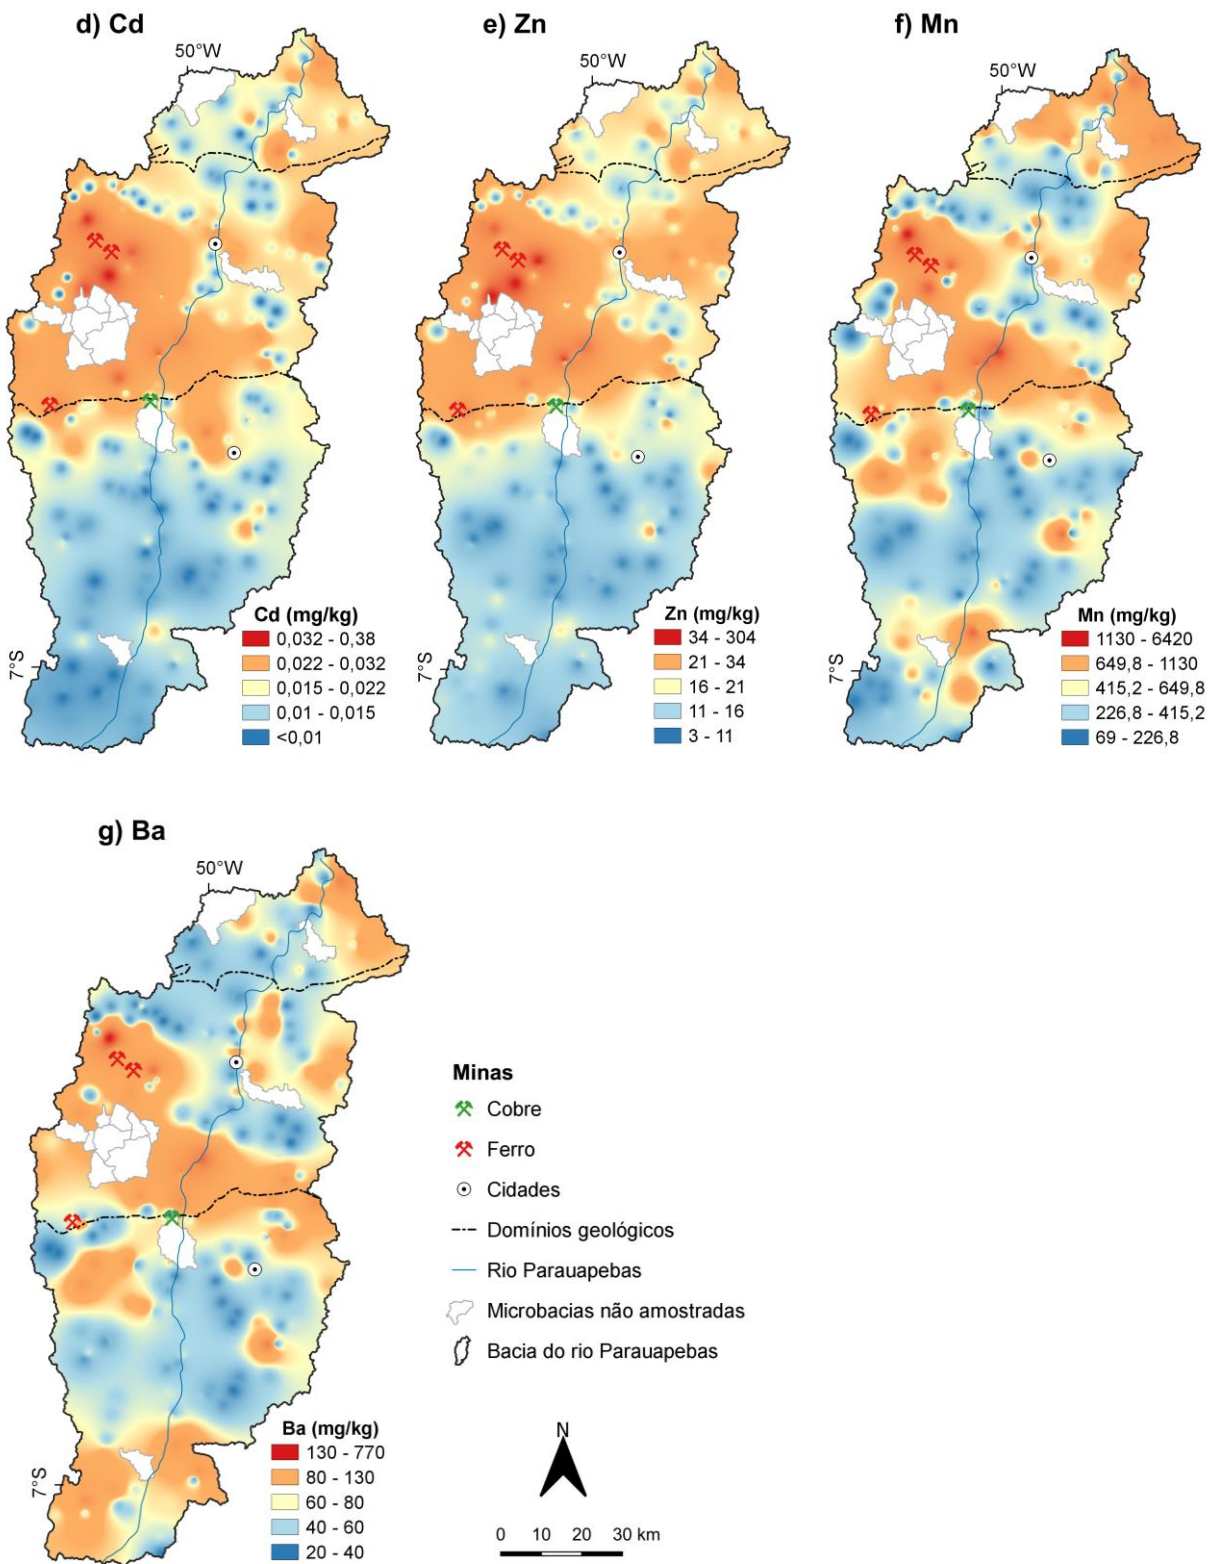 d) Cd
50°W
7°S
Cd (mg/kg)
0,032 - 0,38
0,022 - 0,032
0,015 - 0,022
0,01 - 0,015
<0,01
e) Zn
50°W
7°S
Zn (mg/kg)
34 - 304
21 - 34
16 - 21
11 - 16
3 - 11
f) Mn
50°W
7°S
Mn (mg/kg)
1130 - 6420
649,8 - 1130
415,2 - 649,8
226,8 - 415,2
69 - 226,8
g) Ba
50°W
7°S
Ba (mg/kg)
130 - 770
80 - 130
60 - 80
40 - 60
20 - 40
Minas
Cobre
Ferro
Cidades
Domínios geológicos
Rio Parauapebas
Microbacias não amostradas
Bacia do rio Parauapebas
N
0 10 20 30 km